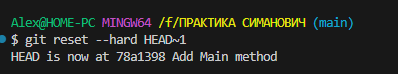 Alex@HOME-PC MINGW64 /f/ПРАКТИКА СИМАНОВИЧ (main)
$ git reset --hard HEAD~1
HEAD is now at 78a1398 Add Main method